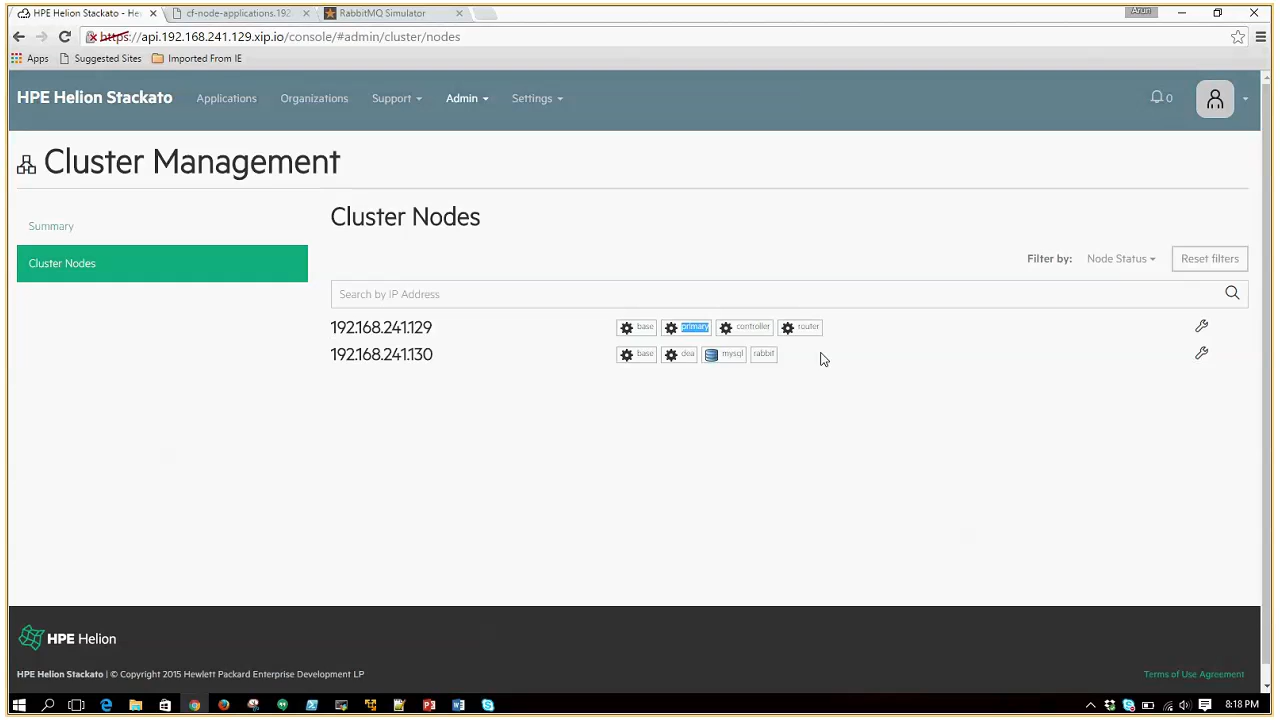 HPE Helion Stackato - He
cf-node-applications.192
RabbitMQ Simulator
Arun
https://api.192.168.241.129.xip.io/console/#admin/cluster/nodes
Apps Suggested Sites Imported From IE
HPE Helion Stackato Applications Organizations Support Admin Settings 0
Cluster Management
Summary
Cluster Nodes
Cluster Nodes
Filter by: Node Status Reset filters
Search by IP Address
192.168.241.129 base primary controller router
192.168.241.130 base dea mysql rabbit
HPE Helion
HPE Helion Stackato | © Copyright 2015 Hewlett Packard Enterprise Development LP
Terms of Use Agreement
8:18 PM